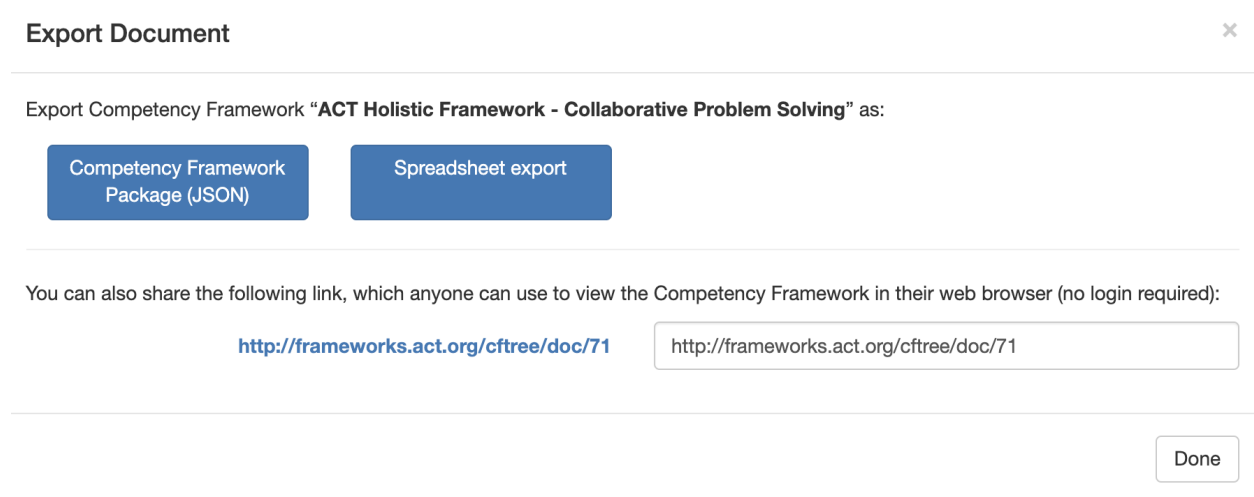 Export Document
×
Export Competency Framework “ACT Holistic Framework - Collaborative Problem Solving” as:
Competency Framework
Package (JSON)
Spreadsheet export
You can also share the following link, which anyone can use to view the Competency Framework in their web browser (no login required):
http://frameworks.act.org/cftree/doc/71
http://frameworks.act.org/cftree/doc/71
Done